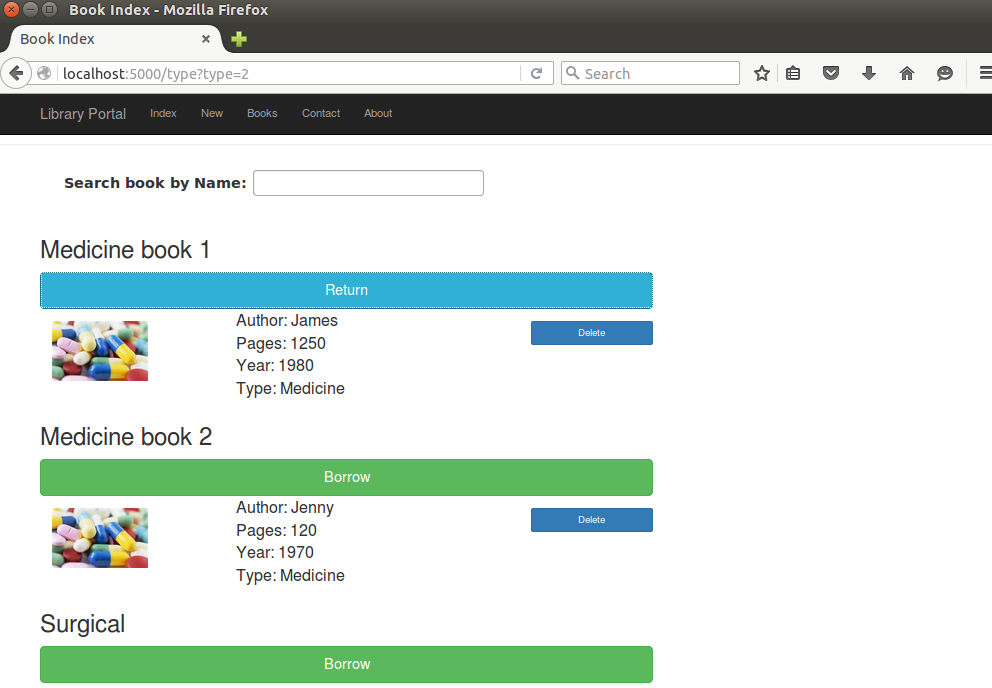 Book Index - Mozilla Firefox
Book Index
localhost:5000/type?type=2
Search
Library Portal Index New Books Contact About
Search book by Name:
Medicine book 1
Return
Author: James
Delete
Pages: 1250
Year: 1980
Type: Medicine
Medicine book 2
Borrow
Author: Jenny
Delete
Pages: 120
Year: 1970
Type: Medicine
Surgical
Borrow